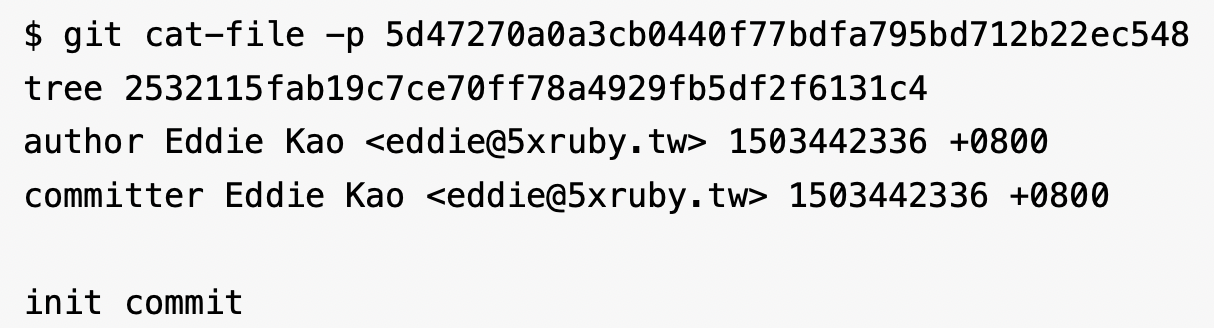 $ git cat-file -p 5d47270a0a3cb0440f77bdfa795bd712b22ec548
tree 2532115fab19c7ce70ff78a4929fb5df2f6131c4
author Eddie Kao <eddie@5xruby.tw> 1503442336 +0800
committer Eddie Kao <eddie@5xruby.tw> 1503442336 +0800

init commit